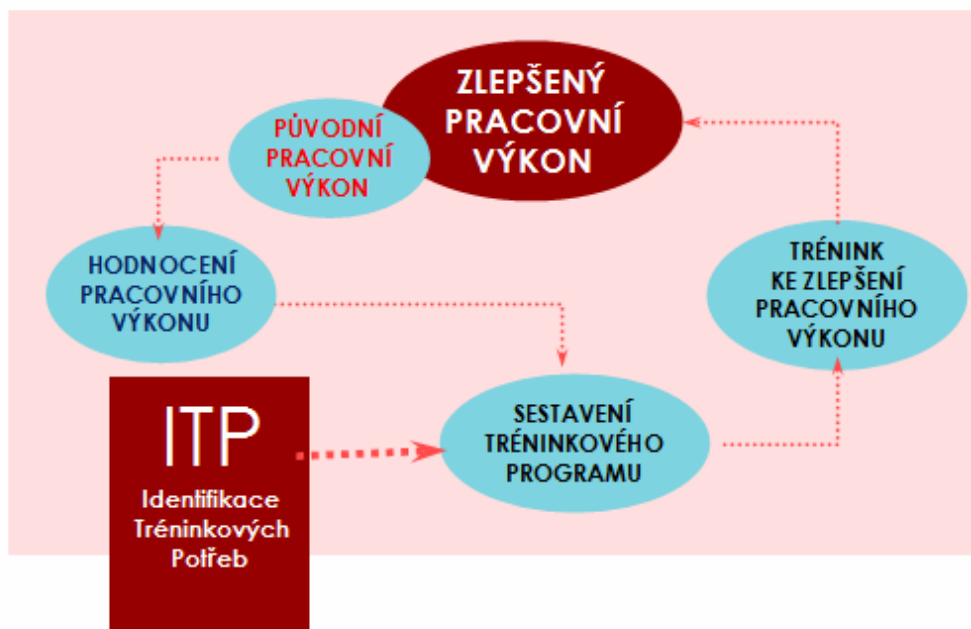 ZLEPŠENÝ
PRACOVNÍ
VÝKON
PŮVODNÍ
PRACOVNÍ
VÝKON
HODNOCENÍ
PRACOVNÍHO
VÝKONU
TRÉNINK
KE ZLEPŠENÍ
PRACOVNÍHO
VÝKONU
SESTAVENÍ
TRÉNINKOVÉHO
PROGRAMU
ITP
Identifikace
Tréninkových
Potřeb